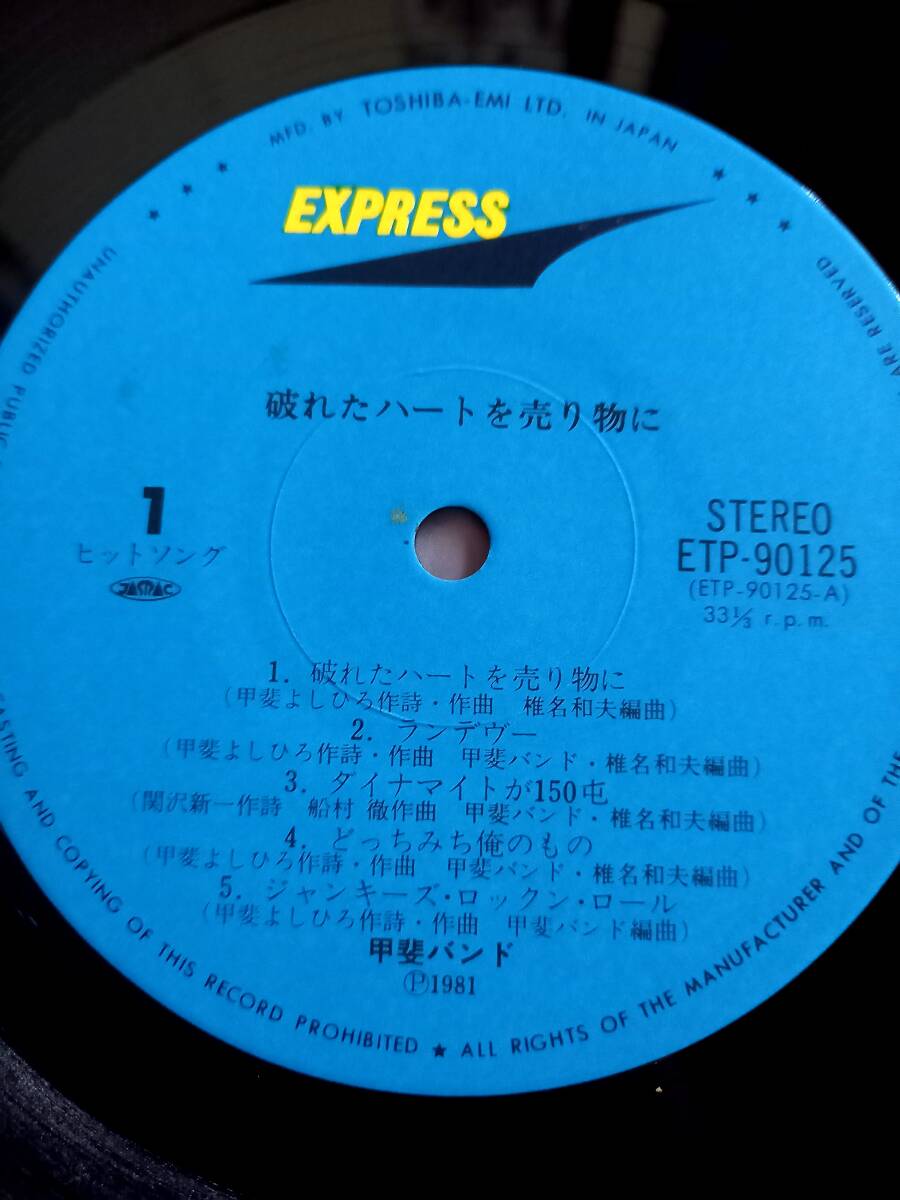 MFD. BY TOSHIBA-EMI LTD. IN JAPAN
EXPRESS
破れたハートを売り物に
1
ヒットソング
JASRAC
STEREO
ETP-90125
(ETP-90125-A)
33⅓ r.p.m.
1. 破れたハートを売り物に
(甲斐よしひろ作詩・作曲 椎名和夫編曲)
2. ランデヴー
(甲斐よしひろ作詩・作曲 甲斐バンド・椎名和夫編曲)
3. ダイナマイトが150屯
(関沢新一作詩 船村 徹作曲 甲斐バンド・椎名和夫編曲)
4. どっちみち俺のもの
(甲斐よしひろ作詩・作曲 甲斐バンド・椎名和夫編曲)
5. ジャンキーズ・ロックン・ロール
(甲斐よしひろ作詩・作曲 甲斐バンド編曲)
甲斐バンド
Ⓟ1981
UNAUTHORIZED PUBLIC
CASTING AND COPYING OF THIS RECORD PROHIBITED ★ ALL RIGHTS OF THE MANUFACTURER AND OF THE
ARE RESERVED